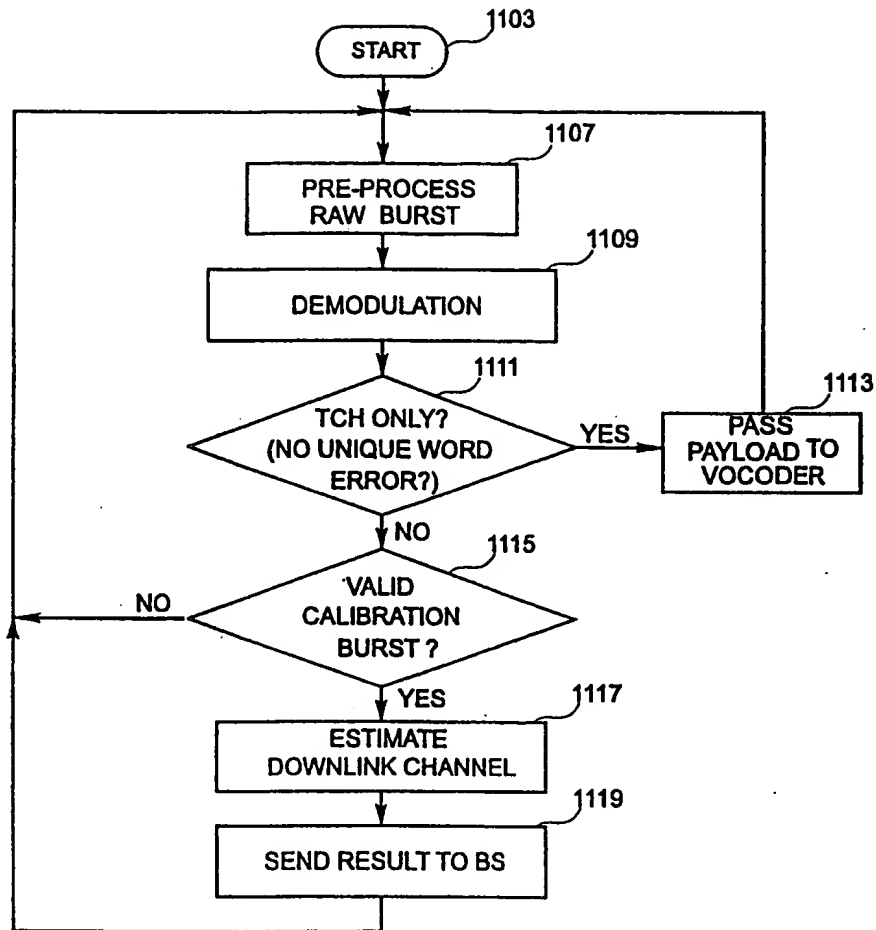 1103
START
1107
PRE-PROCESS
RAW BURST
1109
DEMODULATION
1111
TCH ONLY?
(NO UNIQUE WORD
ERROR?)
YES
1113
PASS
PAYLOAD TO
VOCODER
NO
1115
VALID
CALIBRATION
BURST ?
NO
YES
1117
ESTIMATE
DOWNLINK CHANNEL
1119
SEND RESULT TO BS